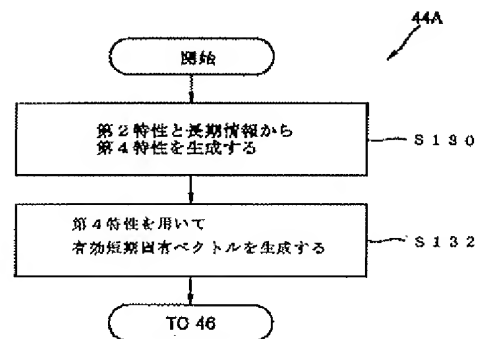 44A
開始
第2特性と長期情報から
第4特性を生成する
S130
第4特性を用いて
有効短期固有ベクトルを生成する
S132
TO 46